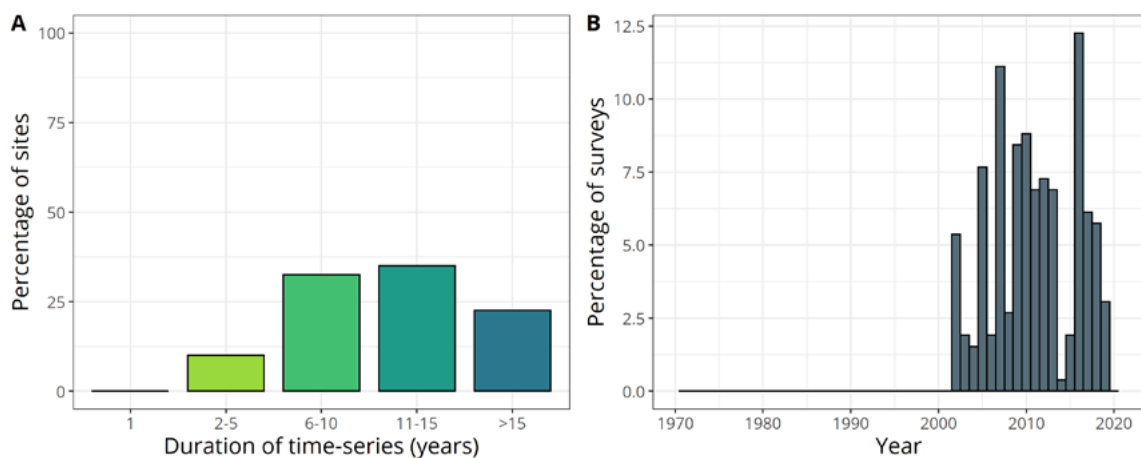 A
Percentage of sites
100
75
50
25
0
1 2-5 6-10 11-15 >15
Duration of time-series (years)
B
Percentage of surveys
12.5
10.0
7.5
5.0
2.5
0.0
1970 1980 1990 2000 2010 2020
Year